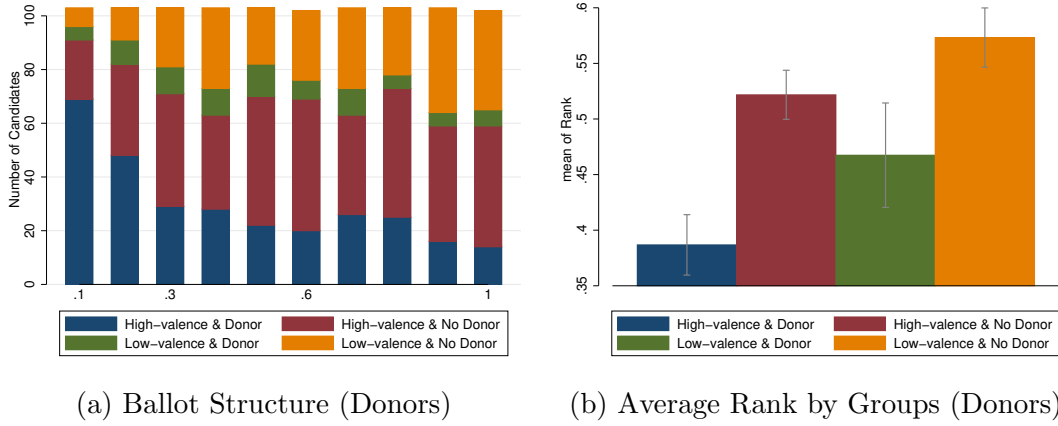 100
80
60
40
20
0
Number of Candidates
.1 .3 .6 1
High-valence & Donor High-valence & No Donor
Low-valence & Donor Low-valence & No Donor
(a) Ballot Structure (Donors)
.6
.55
.5
.45
.4
.35
mean of Rank
High-valence & Donor High-valence & No Donor
Low-valence & Donor Low-valence & No Donor
(b) Average Rank by Groups (Donors)